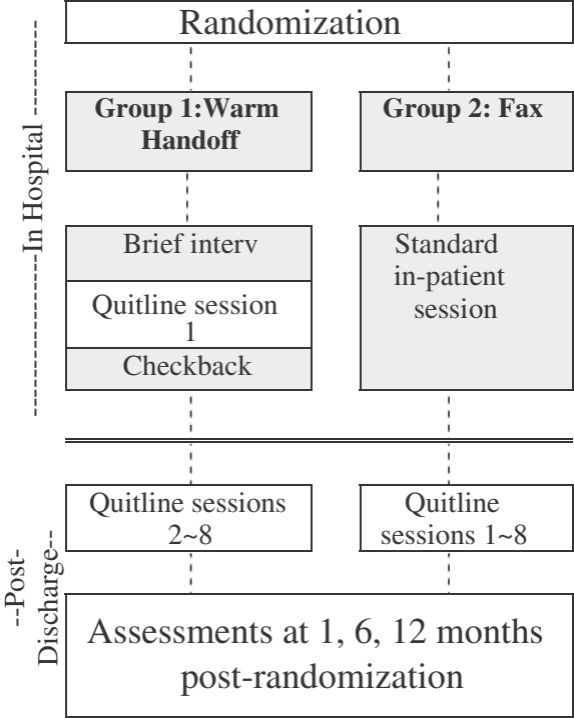 Randomization
Group 1:Warm
Handoff
Group 2: Fax
-----------------In Hospital -----------
Brief interv
Quitline session
1
Checkback
Standard
in-patient
session
Quitline sessions
2~8
Quitline
sessions 1~8
--Post-
Discharge--
Assessments at 1, 6, 12 months
post-randomization